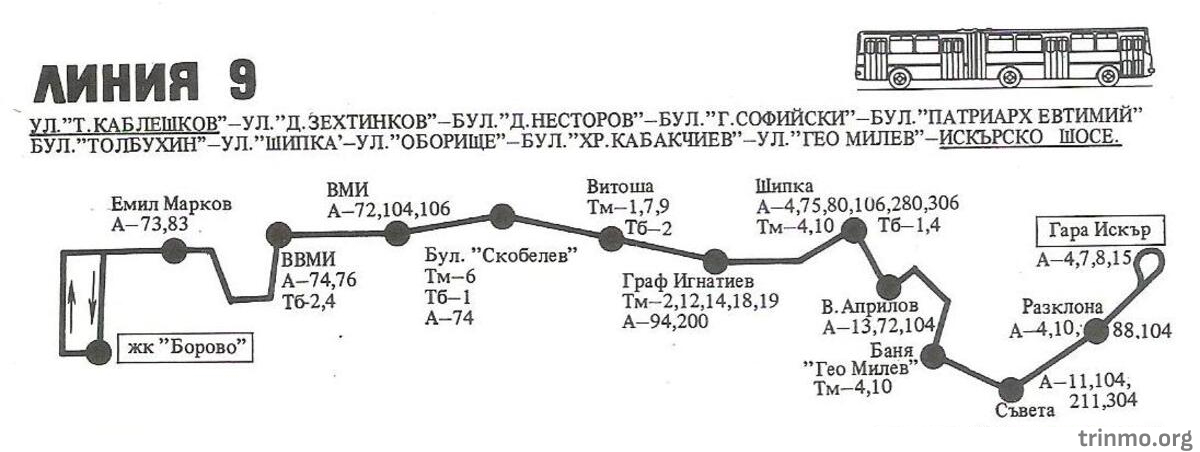 ЛИНИЯ 9
УЛ."Т.КАБЛЕШКОВ"–УЛ."Д.ЗЕХТИНКОВ"–БУЛ."Д.НЕСТОРОВ"–БУЛ."Г.СОФИЙСКИ"–БУЛ."ПАТРИАРХ ЕВТИМИЙ"
БУЛ."ТОЛБУХИН"–УЛ."ШИПКА'–УЛ."ОБОРИЩЕ"–БУЛ."ХР.КАБАКЧИЕВ"–УЛ."ГЕО МИЛЕВ"–ИСКЪРСКО ШОСЕ.
Емил Марков
А–73,83
ВМИ
А–72,104,106
Витоша
Тм–1,7,9
Тб–2
Шипка
А–4,75,80,106,280,306
Тм–4,10
Тб–1,4
Гара Искър
А–4,7,8,15
ВВМИ
А–74,76
Тб-2,4
Бул. "Скобелев"
Тм–6
Тб–1
А–74
Граф Игнатиев
Тм–2,12,14,18,19
А–94,200
В.Априлов
А–13,72,104
Разклона
А–4,10, 88,104
жк "Борово"
Баня
"Гео Милев"
Тм–4,10
Съвета
А–11,104,
211,304
trinmo.org